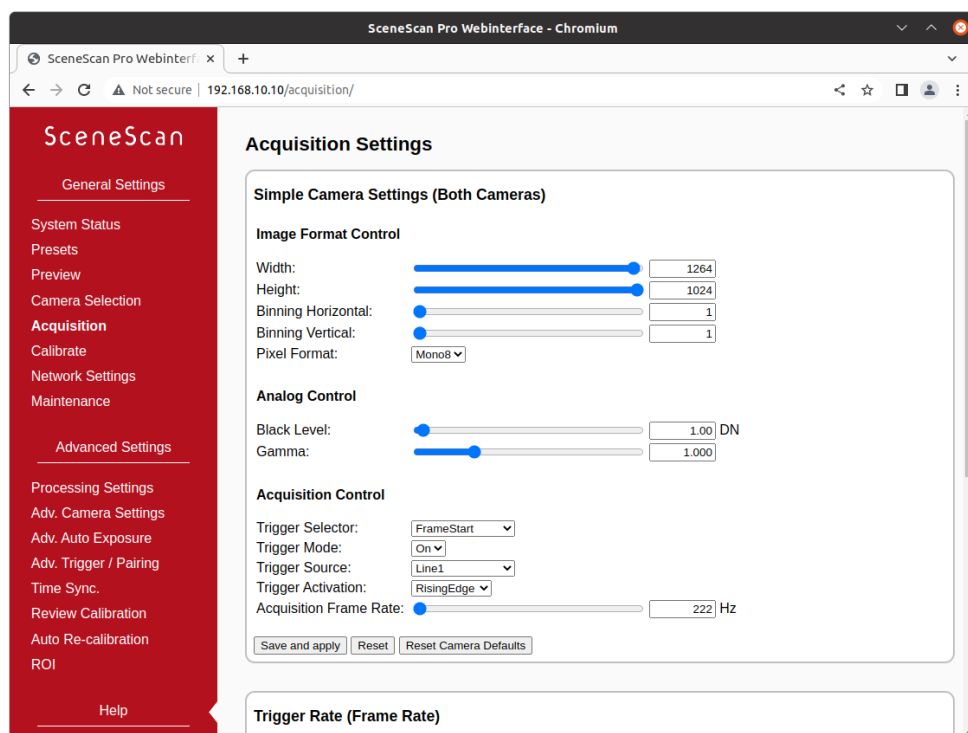 SceneScan Pro Webinterface - Chromium
SceneScan Pro Webinterf
Not secure 192.168.10.10/acquisition/
SceneScan
General Settings
System Status
Presets
Preview
Camera Selection
Acquisition
Calibrate
Network Settings
Maintenance
Advanced Settings
Processing Settings
Adv. Camera Settings
Adv. Auto Exposure
Adv. Trigger / Pairing
Time Sync.
Review Calibration
Auto Re-calibration
ROI
Help
Acquisition Settings
Simple Camera Settings (Both Cameras)
Image Format Control
Width: 1264
Height: 1024
Binning Horizontal: 1
Binning Vertical: 1
Pixel Format: Mono8
Analog Control
Black Level: 1.00 DN
Gamma: 1.000
Acquisition Control
Trigger Selector: FrameStart
Trigger Mode: On
Trigger Source: Line1
Trigger Activation: RisingEdge
Acquisition Frame Rate: 222 Hz
Save and apply Reset Reset Camera Defaults
Trigger Rate (Frame Rate)